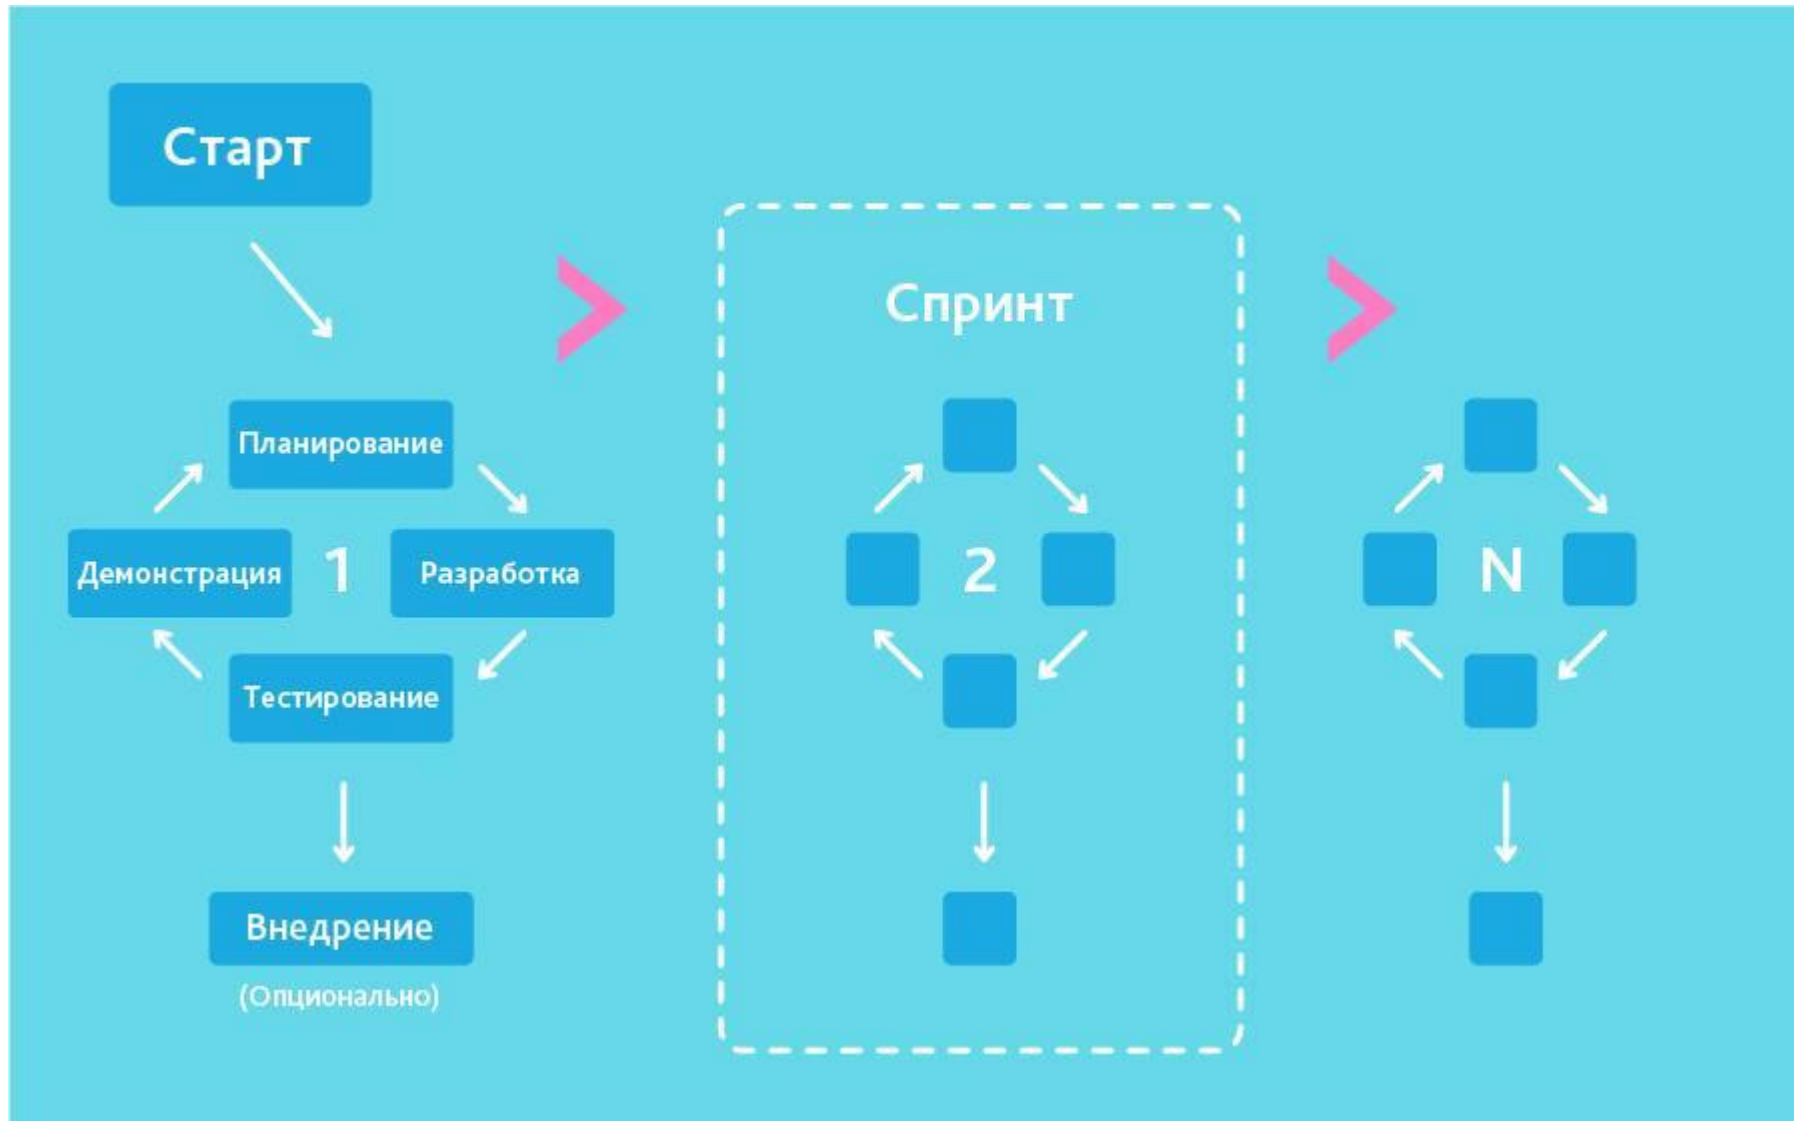 Старт
Спринт
Планирование
Демонстрация
1
Разработка
2
N
Тестирование
Внедрение
(Опционально)